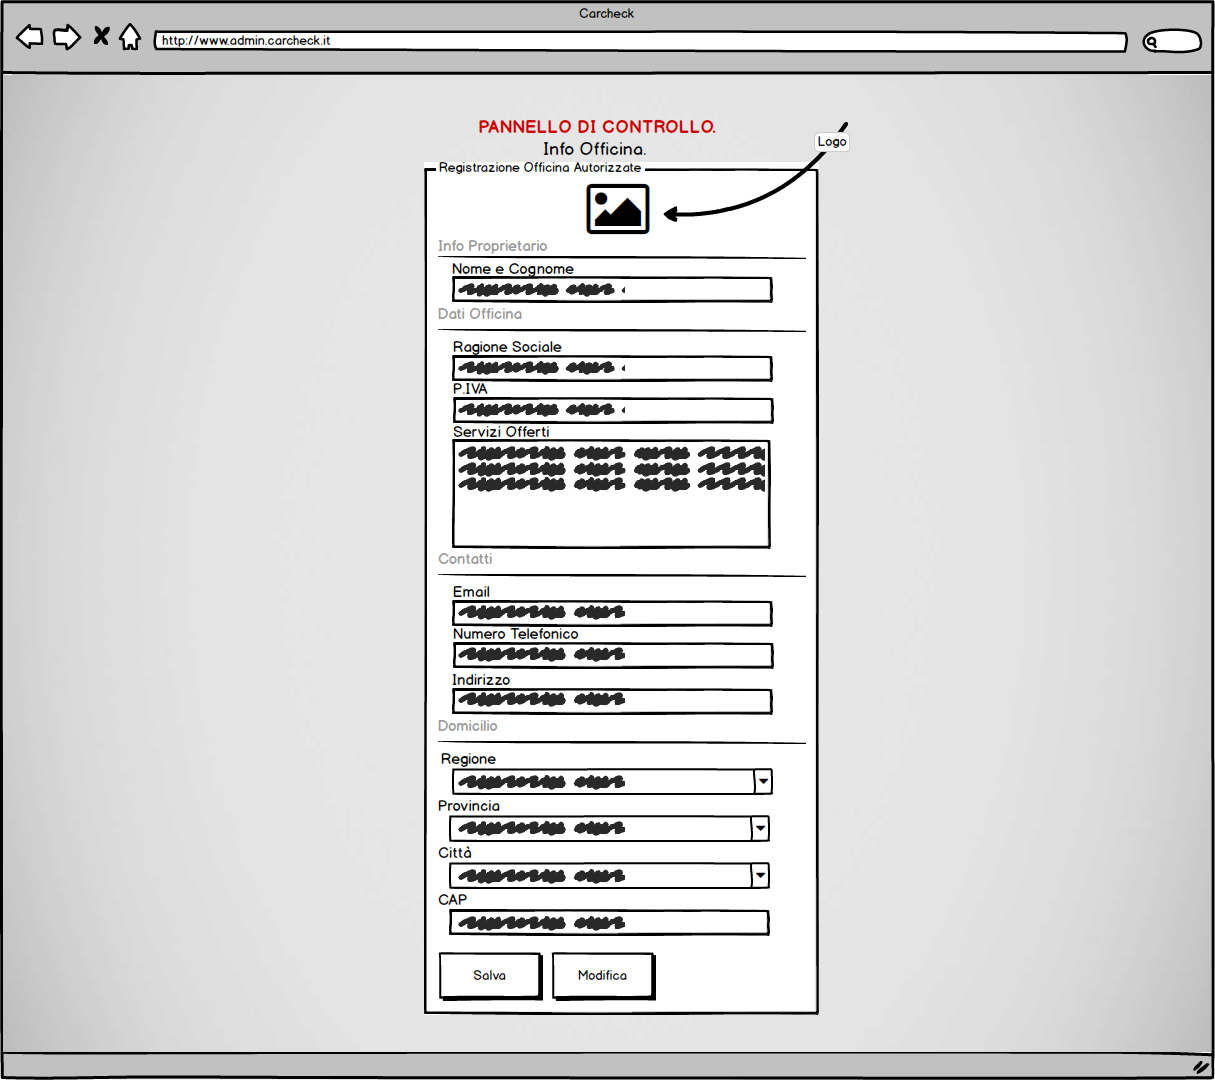 Carcheck
http://www.admin.carcheck.it
PANNELLO DI CONTROLLO.
Logo
Info Officina.
Registrazione Officina Autorizzate
Info Proprietario
Nome e Cognome
Dati Officina
Ragione Sociale
P.IVA
Servizi Offerti
Contatti
Email
Numero Telefonico
Indirizzo
Domicilio
Regione
Provincia
Città
CAP
Salva
Modifica